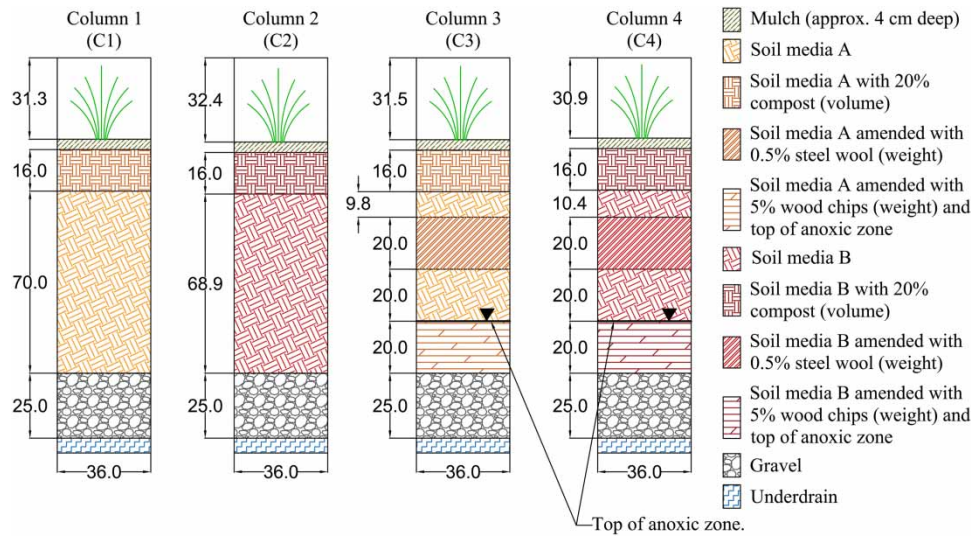 Column 1
(C1)
Column 2
(C2)
Column 3
(C3)
Column 4
(C4)
31.3
16.0
70.0
25.0
36.0
32.4
16.0
68.9
25.0
36.0
31.5
16.0
9.8
20.0
20.0
20.0
25.0
36.0
30.9
16.0
10.4
20.0
20.0
20.0
25.0
36.0
Top of anoxic zone.
Mulch (approx. 4 cm deep)
Soil media A
Soil media A with 20%
compost (volume)
Soil media A amended with
0.5% steel wool (weight)
Soil media A amended with
5% wood chips (weight) and
top of anoxic zone
Soil media B
Soil media B with 20%
compost (volume)
Soil media B amended with
0.5% steel wool (weight)
Soil media B amended with
5% wood chips (weight) and
top of anoxic zone
Gravel
Underdrain